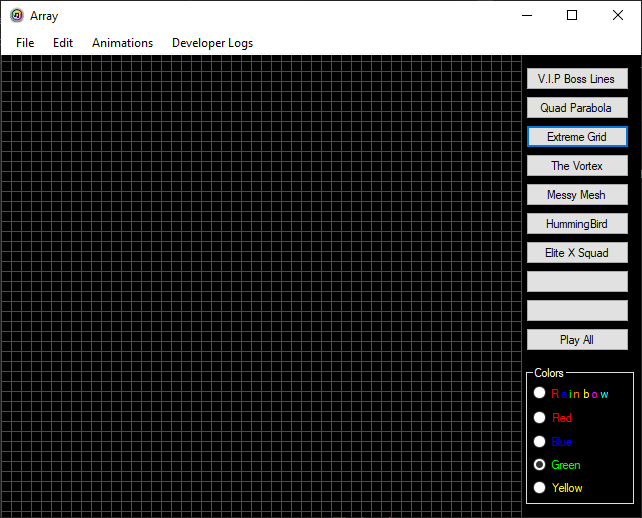 Array
File Edit Animations Developer Logs
V.I.P Boss Lines
Quad Parabola
Extreme Grid
The Vortex
Messy Mesh
HummingBird
Elite X Squad
Play All
Colors
Rainbow
Red
Blue
Green
Yellow